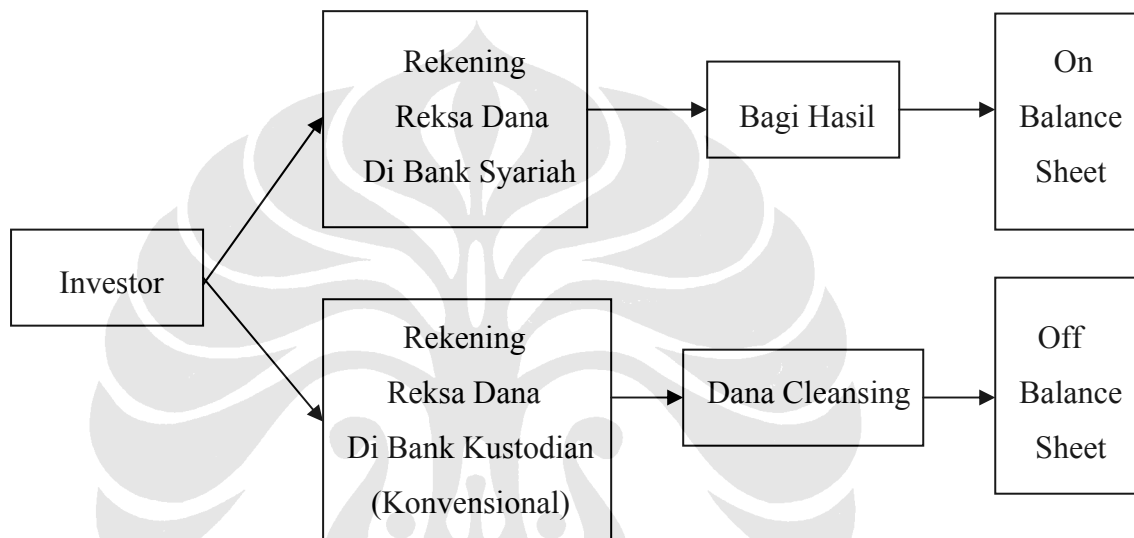 Investor
Rekening
Reksa Dana
Di Bank Syariah
Bagi Hasil
On
Balance
Sheet
Rekening
Reksa Dana
Di Bank Kustodian
(Konvensional)
Dana Cleansing
Off
Balance
Sheet